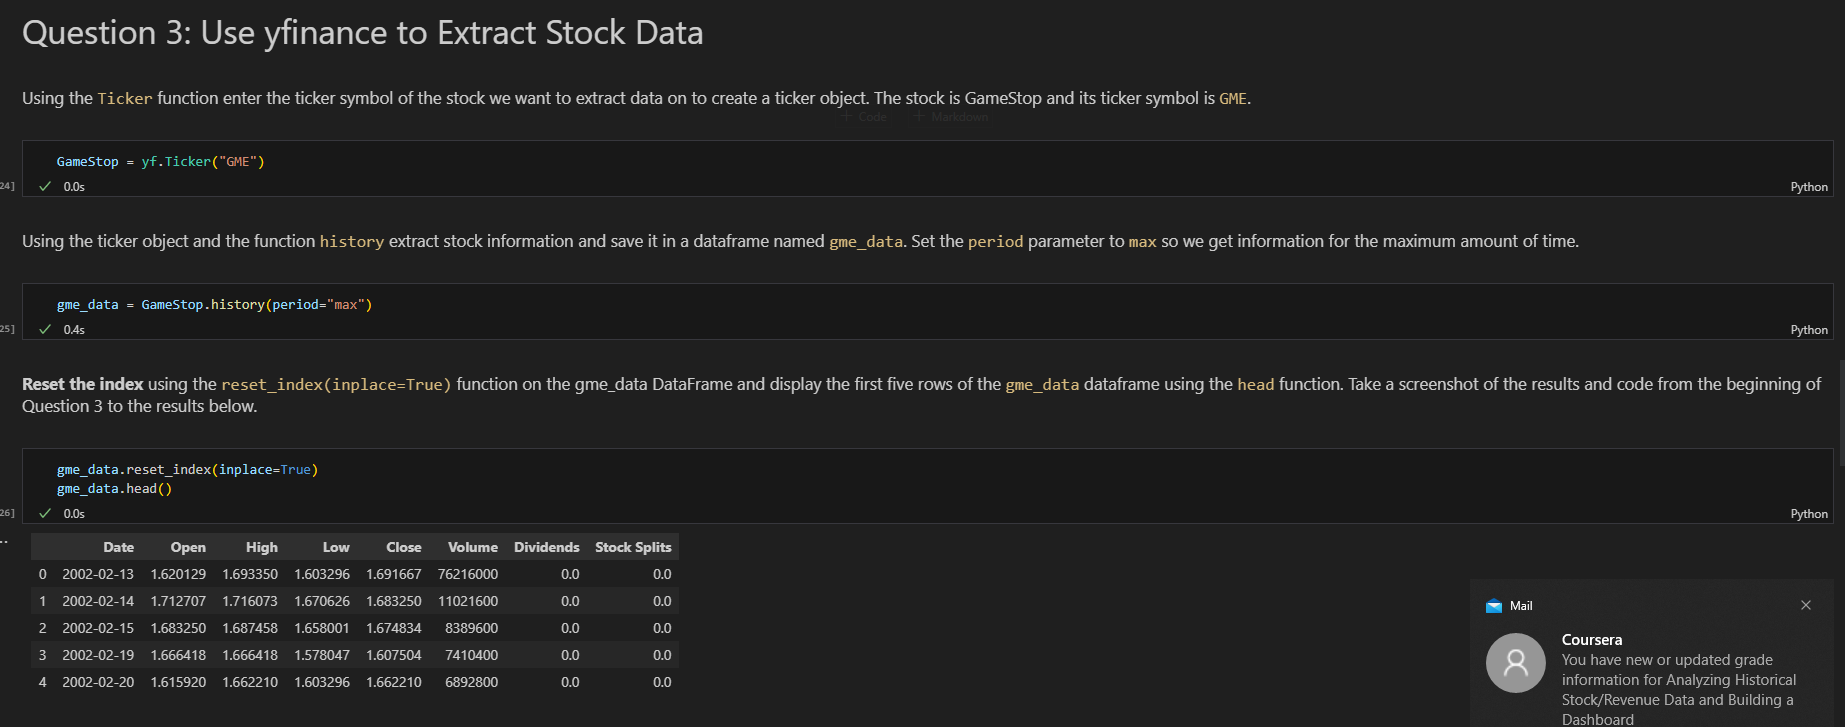 Question 3: Use yfinance to Extract Stock Data
Using the Ticker function enter the ticker symbol of the stock we want to extract data on to create a ticker object. The stock is GameStop and its ticker symbol is GME.
+ Code + Markdown
GameStop = yf.Ticker("GME")
24] ✓ 0.0s Python
Using the ticker object and the function history extract stock information and save it in a dataframe named gme_data. Set the period parameter to max so we get information for the maximum amount of time.
gme_data = GameStop.history(period="max")
25] ✓ 0.4s Python
Reset the index using the reset_index(inplace=True) function on the gme_data DataFrame and display the first five rows of the gme_data dataframe using the head function. Take a screenshot of the results and code from the beginning of
Question 3 to the results below.
gme_data.reset_index(inplace=True)
gme_data.head()
26] ✓ 0.0s Python
Date Open High Low Close Volume Dividends Stock Splits
0 2002-02-13 1.620129 1.693350 1.603296 1.691667 76216000 0.0 0.0
1 2002-02-14 1.712707 1.716073 1.670626 1.683250 11021600 0.0 0.0
2 2002-02-15 1.683250 1.687458 1.658001 1.674834 8389600 0.0 0.0
3 2002-02-19 1.666418 1.666418 1.578047 1.607504 7410400 0.0 0.0
4 2002-02-20 1.615920 1.662210 1.603296 1.662210 6892800 0.0 0.0
Mail
Coursera
You have new or updated grade
information for Analyzing Historical
Stock/Revenue Data and Building a
Dashboard